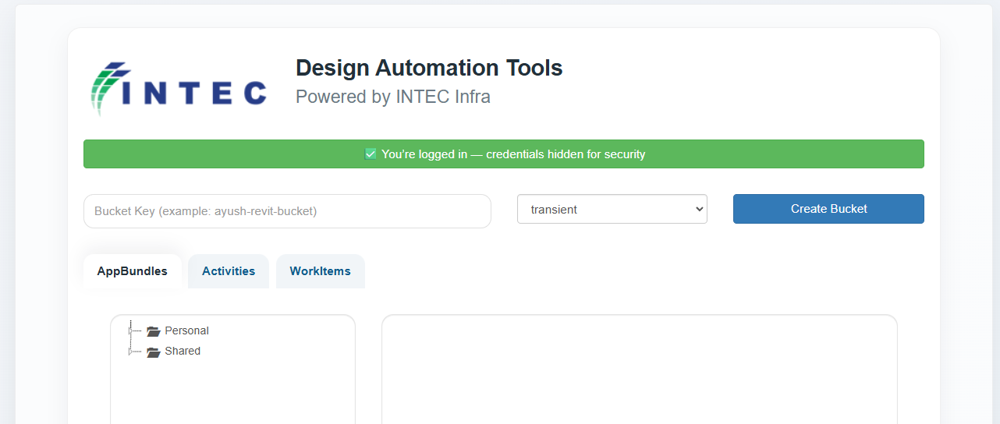 INTEC
Design Automation Tools
Powered by INTEC Infra
✅ You're logged in — credentials hidden for security
Bucket Key (example: ayush-revit-bucket)
transient
Create Bucket
AppBundles
Activities
WorkItems
Personal
Shared